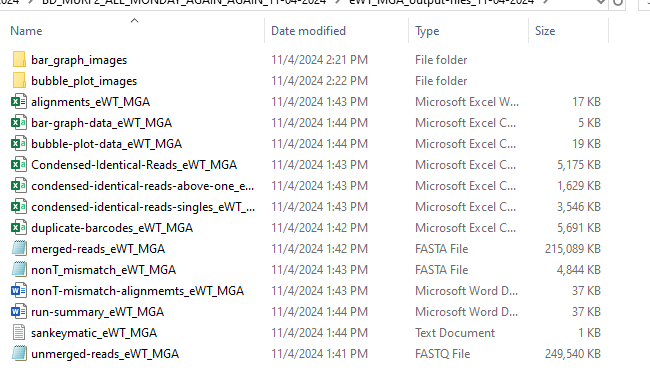 2024 > BD_MURF2_ALL_MONDAY_AGAIN_AGAIN_11-04-2024 > eWT_MGA_output-files_11-04-2024 >
Name Date modified Type Size
bar_graph_images 11/4/2024 2:21 PM File folder
bubble_plot_images 11/4/2024 2:22 PM File folder
alignments_eWT_MGA 11/4/2024 1:43 PM Microsoft Excel W... 17 KB
bar-graph-data_eWT_MGA 11/4/2024 1:44 PM Microsoft Excel C... 5 KB
bubble-plot-data_eWT_MGA 11/4/2024 1:44 PM Microsoft Excel C... 19 KB
Condensed-Identical-Reads_eWT_MGA 11/4/2024 1:43 PM Microsoft Excel C... 5,175 KB
condensed-identical-reads-above-one_e... 11/4/2024 1:43 PM Microsoft Excel C... 1,629 KB
condensed-identical-reads-singles_eWT_... 11/4/2024 1:43 PM Microsoft Excel C... 3,546 KB
duplicate-barcodes_eWT_MGA 11/4/2024 1:42 PM Microsoft Excel C... 5,691 KB
merged-reads_eWT_MGA 11/4/2024 1:42 PM FASTA File 215,089 KB
nonT_mismatch_eWT_MGA 11/4/2024 1:43 PM FASTA File 4,844 KB
nonT-mismatch-alignmemts_eWT_MGA 11/4/2024 1:43 PM Microsoft Word D... 37 KB
run-summary_eWT_MGA 11/4/2024 1:44 PM Microsoft Word D... 37 KB
sankeymatic_eWT_MGA 11/4/2024 1:44 PM Text Document 1 KB
unmerged-reads_eWT_MGA 11/4/2024 1:41 PM FASTQ File 249,540 KB